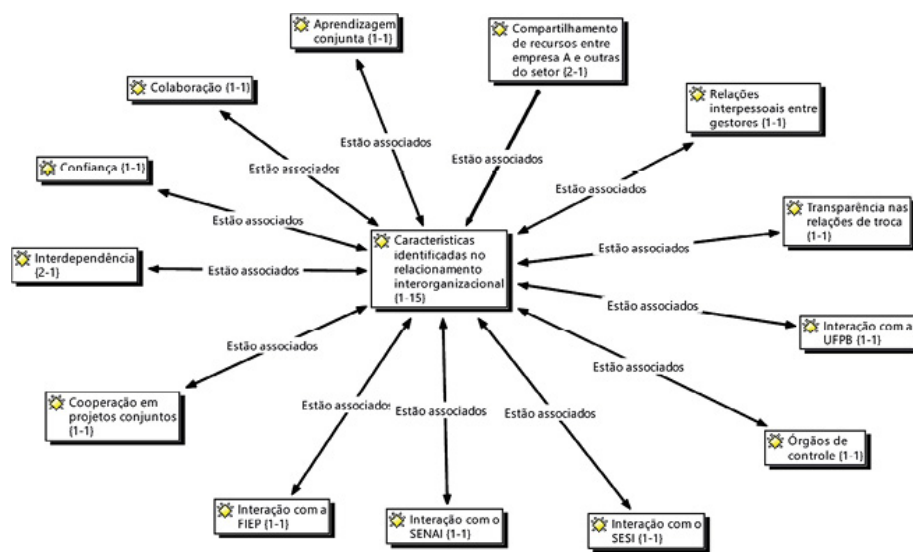 Aprendizagem
conjunta {1-1}
Compartilhamento
de recursos entre
empresa A e outras
do setor {2-1}
Colaboração {1-1}
Relações
interpessoais entre
gestores {1-1}
Estão associados
Estão associados
Estão associados
Estão associados
Confiança {1-1}
Estão associados
Transparência nas
relações de troca
{1-1}
Estão associados
Interdependência
{2-1}
Estão associados
Características
identificadas no
relacionamento
interorganizacional
{1-15}
Estão associados
Interação com a
UFPB {1-1}
Estão associados
Estão associados
Cooperação em
projetos conjuntos
{1-1}
Estão associados
Estão associados
Estão associados
Órgãos de
controle {1-1}
Interação com a
FIEP {1-1}
Interação com o
SENAI {1-1}
Interação com o
SESI {1-1}